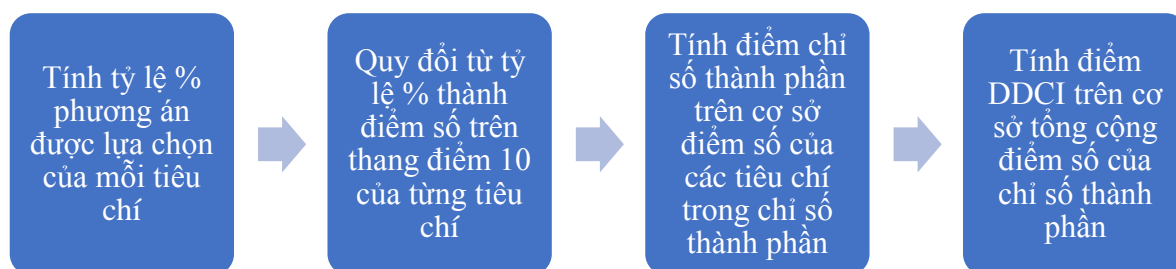 Tính tỷ lệ %
phương án
được lựa chọn
của mỗi tiêu
chí
Quy đổi từ tỷ
lệ % thành
điểm số trên
thang điểm 10
của từng tiêu
chí
Tính điểm chỉ
số thành phần
trên cơ sở
điểm số của
các tiêu chí
trong chỉ số
thành phần
Tính điểm
DDCI trên cơ
sở tổng cộng
điểm số của
chỉ số thành
phần